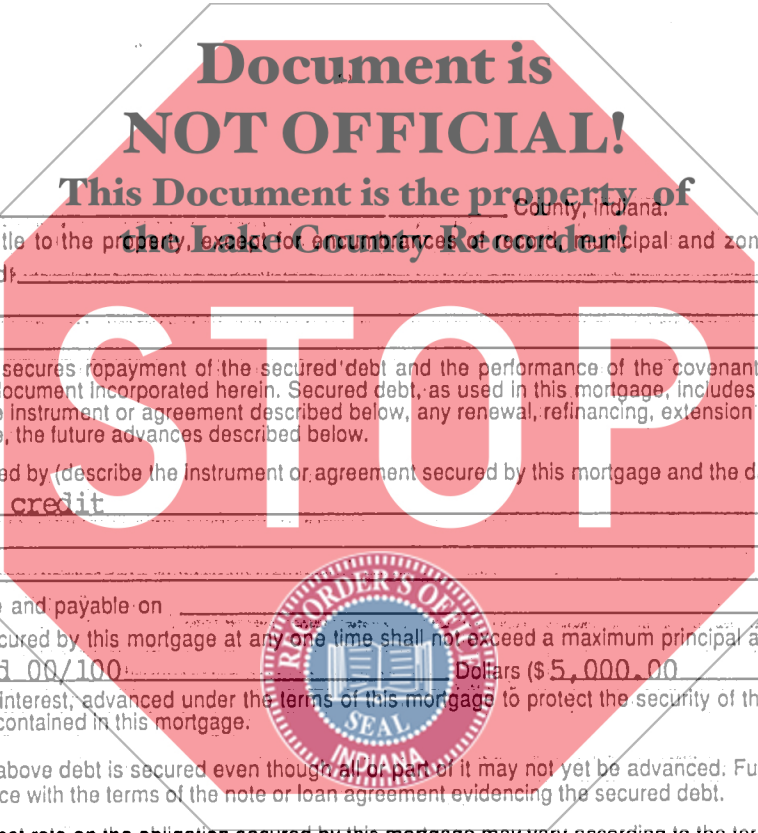 Document is
NOT OFFICIAL!
This Document is the property of
the Lake County Recorder!
County, Indiana.
tle to the property, except for encumbrances of record, municipal and zon
secures repayment of the secured debt and the performance of the covenant
document incorporated herein. Secured debt, as used in this mortgage, includes
instrument or agreement described below, any renewal, refinancing, extension
, the future advances described below.
ed by (describe the instrument or agreement secured by this mortgage and the d
credit
STOP
and payable on
cured by this mortgage at any one time shall not exceed a maximum principal a
d 00/100 Dollars ($ 5,000.00
interest, advanced under the terms of this mortgage to protect the security of th
contained in this mortgage.
RECORDER'S OFFICE
SEAL
INDIANA
above debt is secured even though all or part of it may not yet be advanced. Fu
ce with the terms of the note or loan agreement evidencing the secured debt.